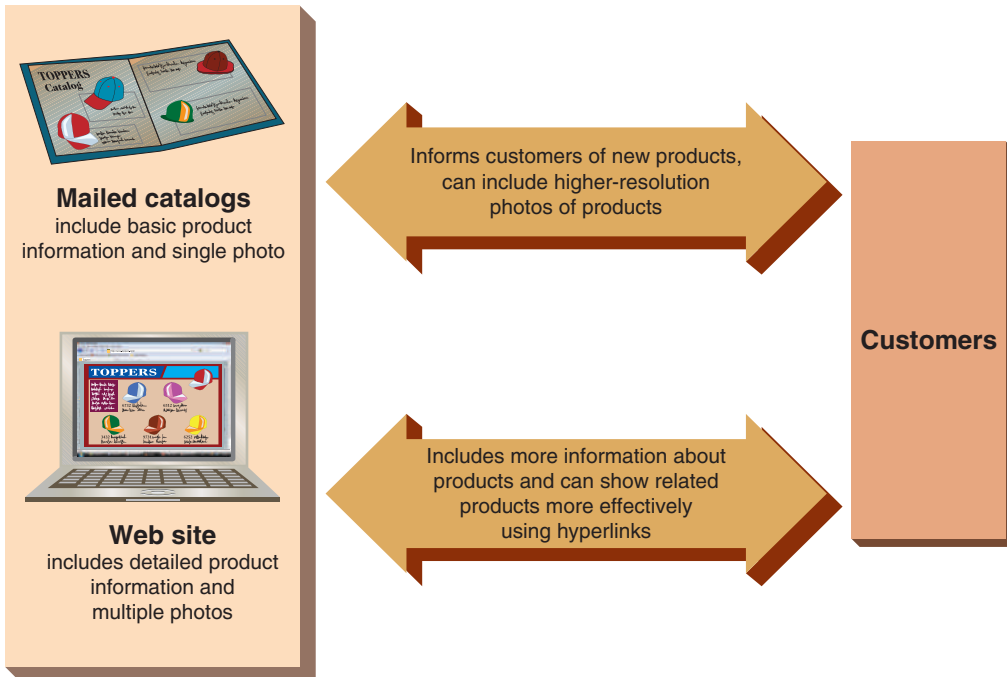 TOPPERS
Catalog
Mailed catalogs
include basic product
information and single photo
Informs customers of new products,
can include higher-resolution
photos of products
Customers
TOPPERS
Web site
includes detailed product
information and
multiple photos
Includes more information about
products and can show related
products more effectively
using hyperlinks